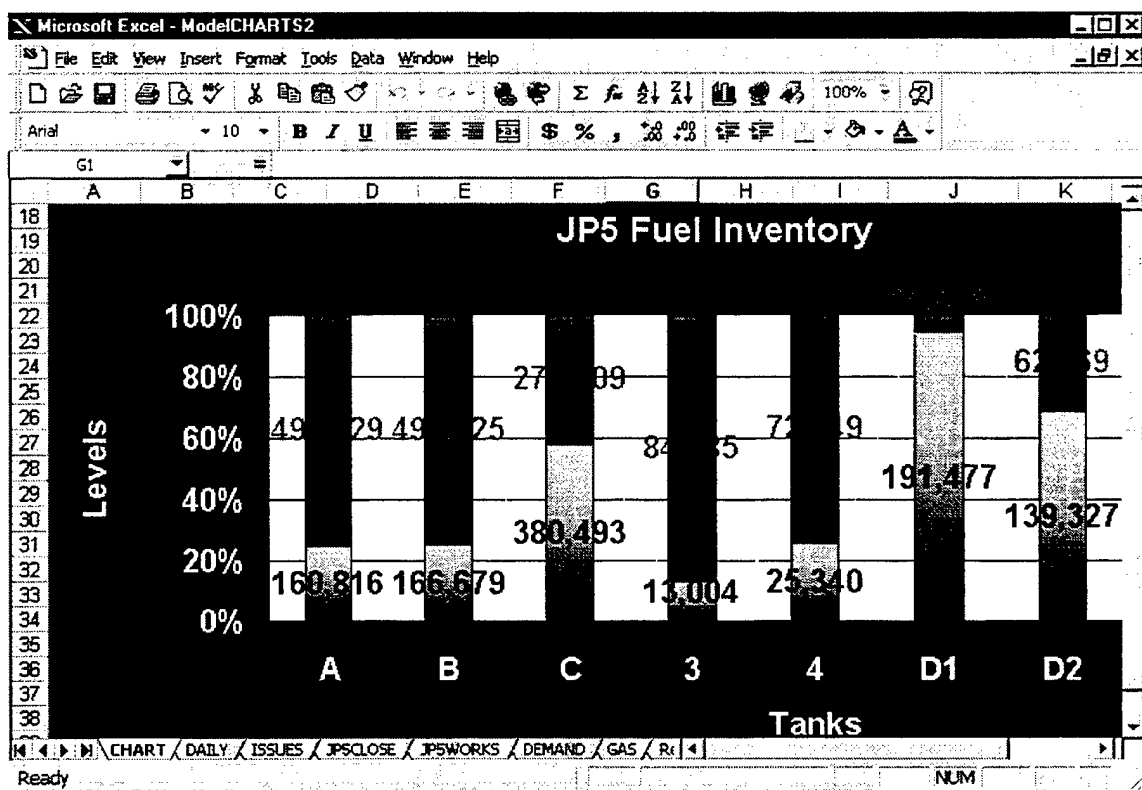 Microsoft Excel - ModelCHARTS2
File Edit View Insert Format Tools Data Window Help
100%
Arial 10 B I U $ % ,
G1 =
A B C D E F G H I J K
18
19
20
21
22
23
24
25
26
27
28
29
30
31
32
33
34
35
36
37
38
JP5 Fuel Inventory
Levels
100%
80%
60%
40%
20%
0%
191,477
139,327
380,493
160,816 166,679 13,004 25,340
A B C 3 4 D1 D2
Tanks
CHART DAILY ISSUES JP5CLOSE JP5WORKS DEMAND GAS
Ready NUM